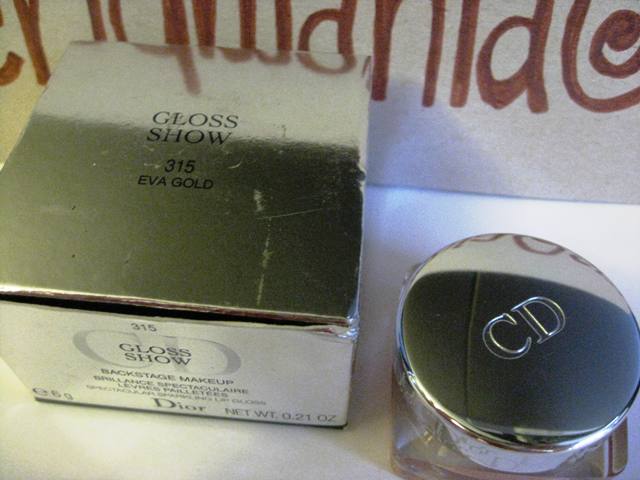 GLOSS
SHOW
315
EVA GOLD
315
GLOSS
SHOW
BACKSTAGE MAKEUP
BRILLANCE SPECTACULAIRE
LÈVRES PAILLETÉES
SPECTACULAR SPARKLING LIP GLOSS
℮ 6 g
Dior
NET WT. 0.21 OZ
CD